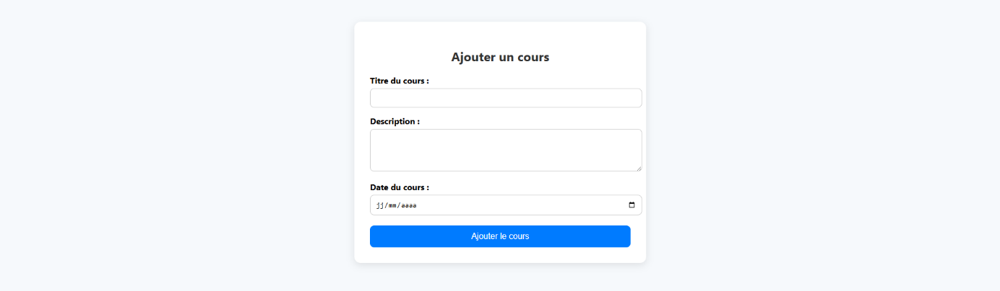 Ajouter un cours
Titre du cours :
Description :
Date du cours :
jj/mm/aaaa
Ajouter le cours